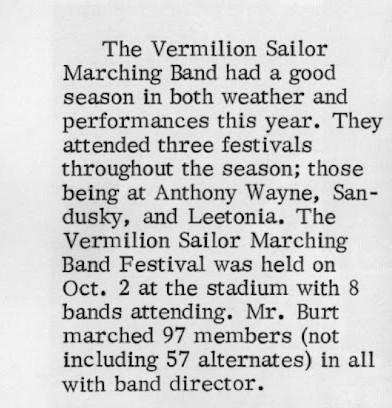 The Vermilion Sailor
Marching Band had a good
season in both weather and
performances this year. They
attended three festivals
throughout the season; those
being at Anthony Wayne, San-
dusky, and Leetonia. The
Vermilion Sailor Marching
Band Festival was held on
Oct. 2 at the stadium with 8
bands attending. Mr. Burt
marched 97 members (not
including 57 alternates) in all
with band director.